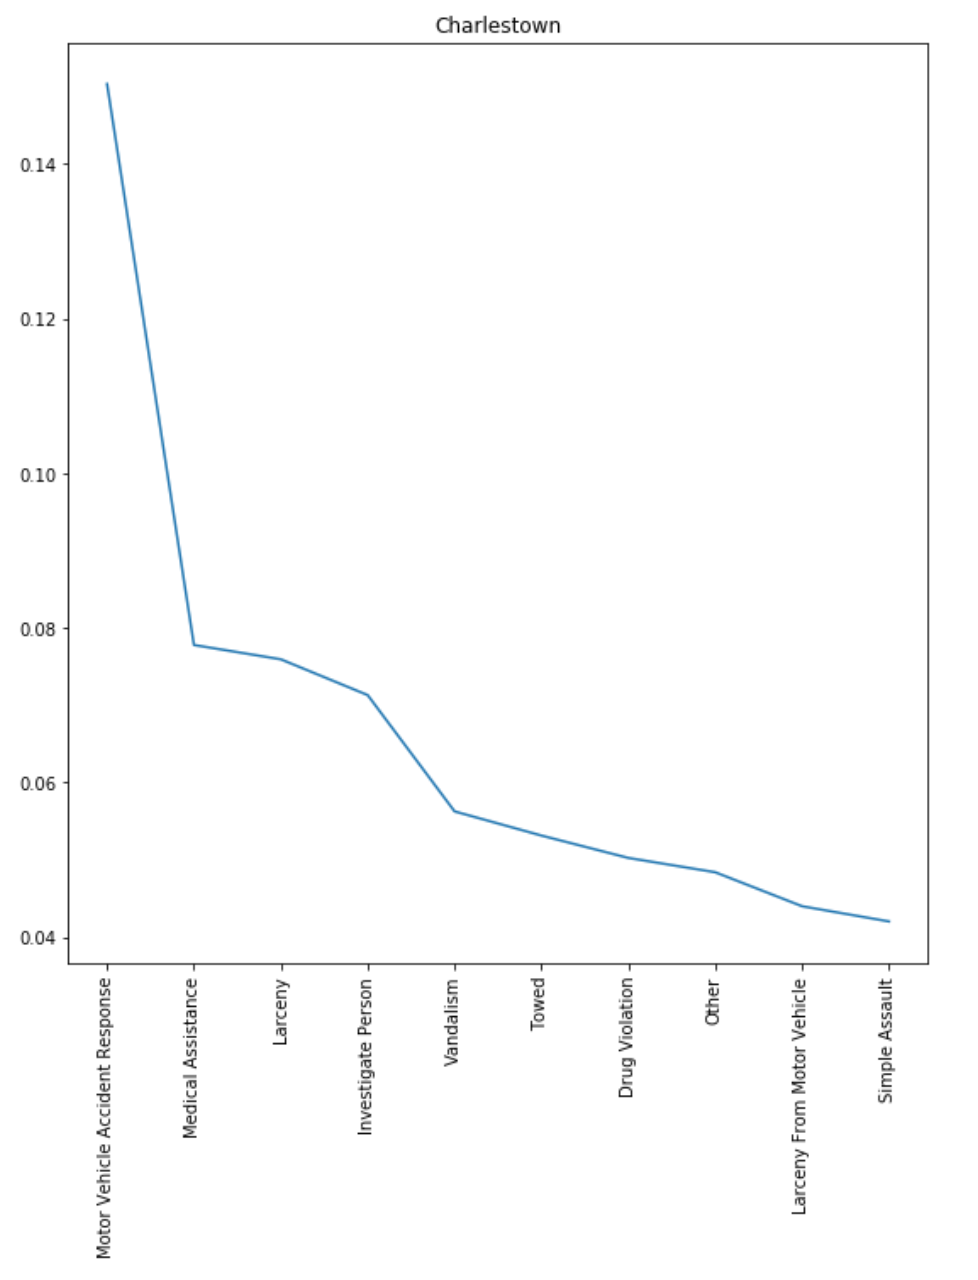 Charlestown
0.14
0.12
0.10
0.08
0.06
0.04
Motor Vehicle Accident Response
Medical Assistance
Larceny
Investigate Person
Vandalism
Towed
Drug Violation
Other
Larceny From Motor Vehicle
Simple Assault